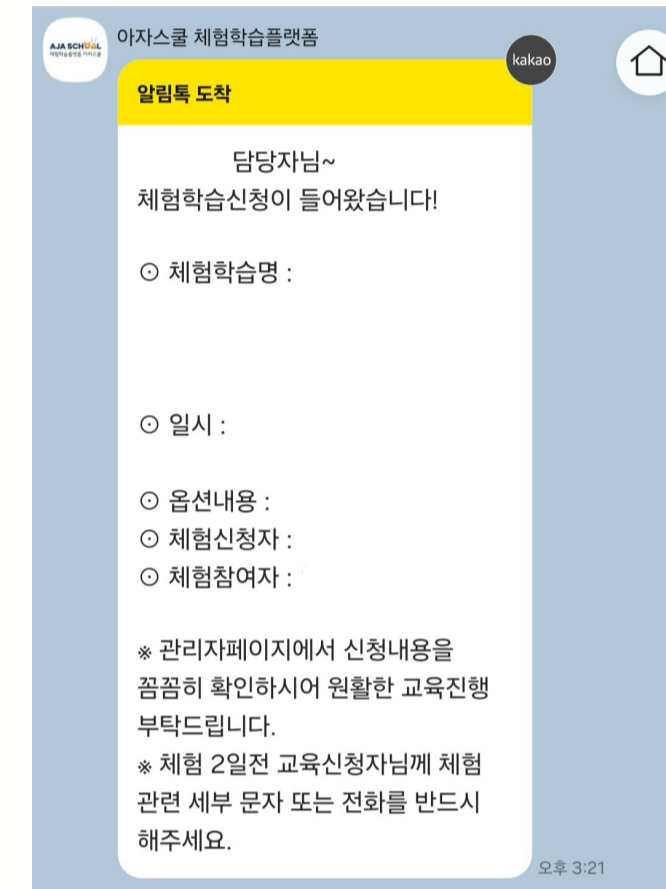 AJA SCHOOL
아자스쿨 체험학습플랫폼
kakao
알림톡 도착
담당자님~
체험학습신청이 들어왔습니다!
⊙ 체험학습명 :
⊙ 일시 :
⊙ 옵션내용 :
⊙ 체험신청자 :
⊙ 체험참여자 :
※ 관리자페이지에서 신청내용을
꼼꼼히 확인하시어 원활한 교육진행
부탁드립니다.
※ 체험 2일전 교육신청자님께 체험
관련 세부 문자 또는 전화를 반드시
해주세요.
오후 3:21